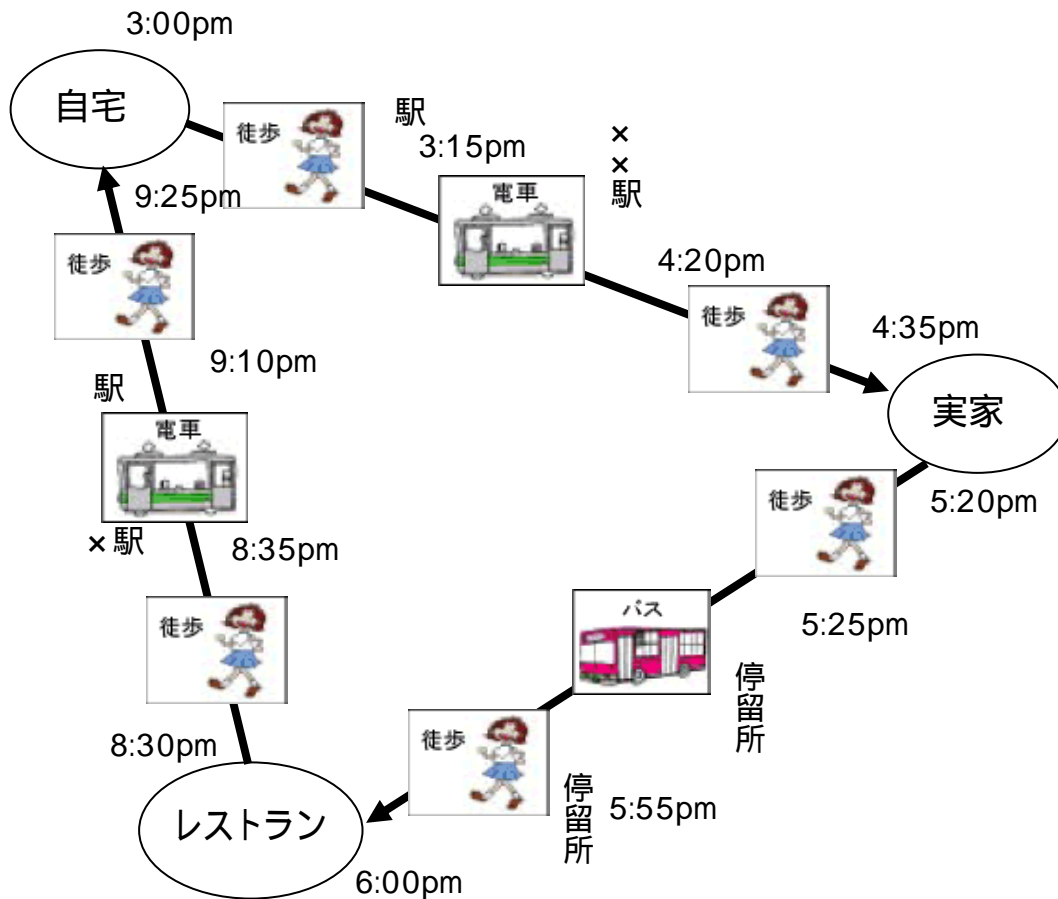 3:00pm
自宅
徒歩
駅
3:15pm
電車
××駅
4:20pm
徒歩
4:35pm
実家
5:20pm
徒歩
5:25pm
停留所
バス
停留所
5:55pm
徒歩
6:00pm
レストラン
8:30pm
徒歩
8:35pm
×駅
電車
駅
9:10pm
徒歩
9:25pm